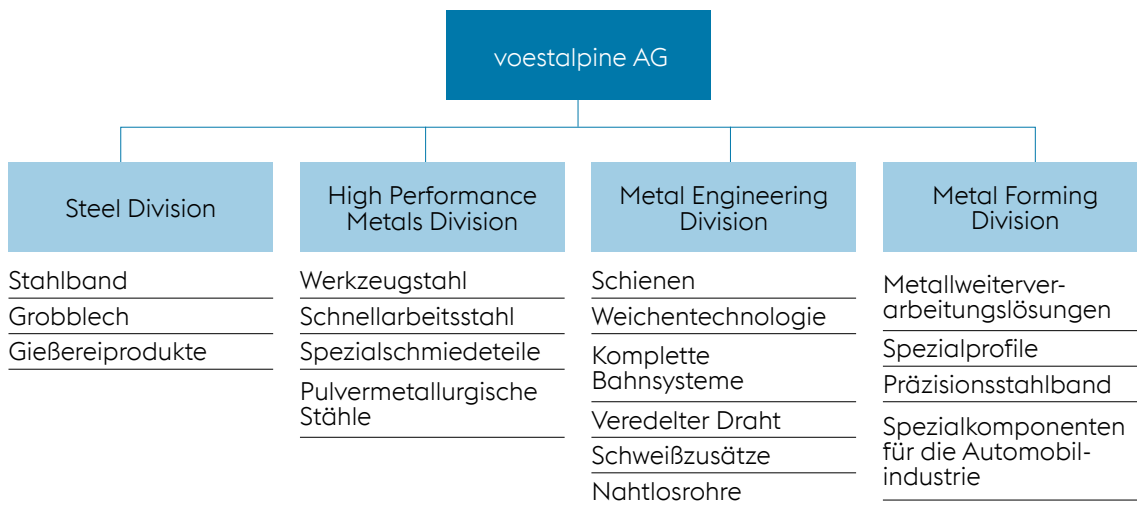 voestalpine AG
Steel Division
Stahlband
Grobblech
Gießereiprodukte
High Performance
Metals Division
Werkzeugstahl
Schnellarbeitsstahl
Spezialschmiedeteile
Pulvermetallurgische
Stähle
Metal Engineering
Division
Schienen
Weichentechnologie
Komplette
Bahnsysteme
Veredelter Draht
Schweißzusätze
Nahtlosrohre
Metal Forming
Division
Metallweiterver-
arbeitungslösungen
Spezialprofile
Präzisionsstahlband
Spezialkomponenten
für die Automobil-
industrie